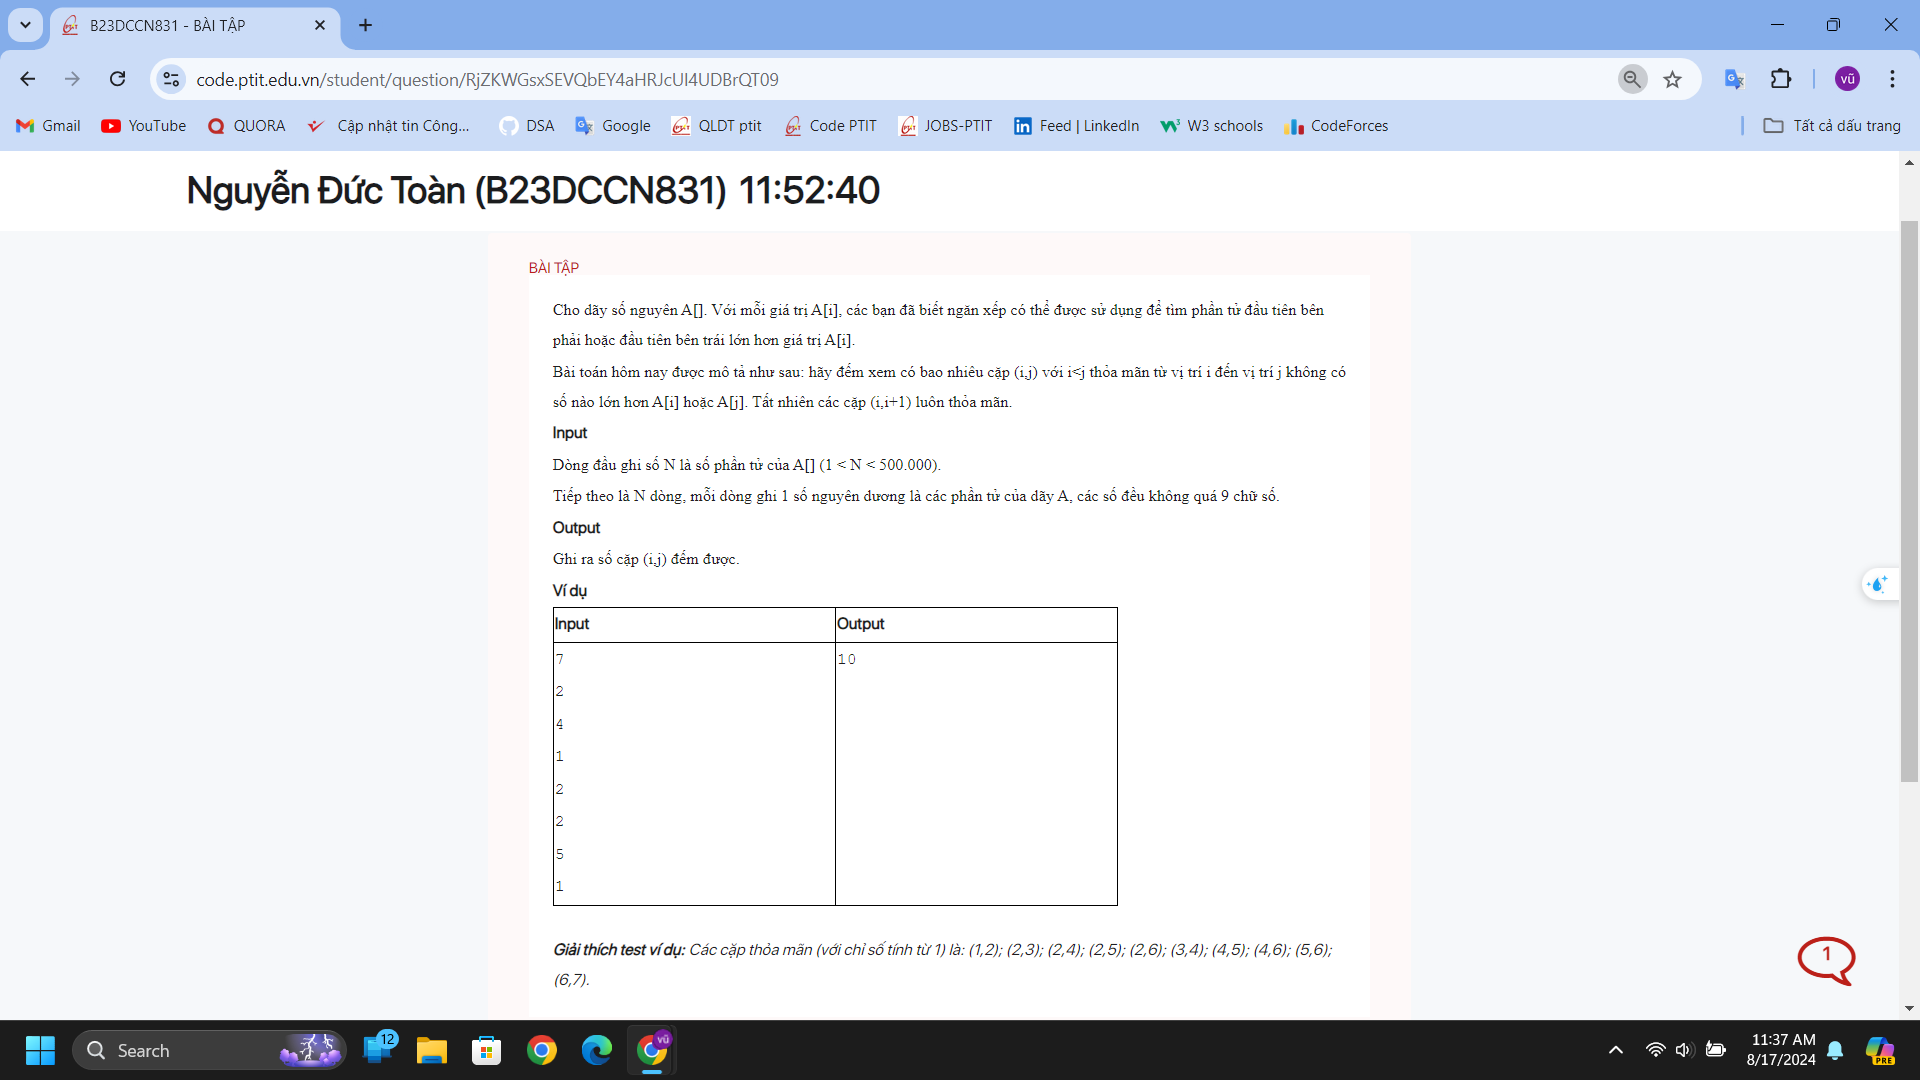 B23DCCN831 - BÀI TẬP
code.ptit.edu.vn/student/question/RjZKWGsxSEVQbEY4aHRJcUl4UDBrQT09
vũ
Gmail YouTube QUORA Cập nhật tin Công... DSA Google QLDT ptit Code PTIT JOBS-PTIT Feed | LinkedIn W3 schools CodeForces Tất cả dấu trang
Nguyễn Đức Toàn (B23DCCN831) 11:52:40
BÀI TẬP
Cho dãy số nguyên A[]. Với mỗi giá trị A[i], các bạn đã biết ngăn xếp có thể được sử dụng để tìm phần tử đầu tiên bên
phải hoặc đầu tiên bên trái lớn hơn giá trị A[i].
Bài toán hôm nay được mô tả như sau: hãy đếm xem có bao nhiêu cặp (i,j) với i<j thỏa mãn từ vị trí i đến vị trí j không có
số nào lớn hơn A[i] hoặc A[j]. Tất nhiên các cặp (i,i+1) luôn thỏa mãn.
Input
Dòng đầu ghi số N là số phần tử của A[] (1 < N < 500.000).
Tiếp theo là N dòng, mỗi dòng ghi 1 số nguyên dương là các phần tử của dãy A, các số đều không quá 9 chữ số.
Output
Ghi ra số cặp (i,j) đếm được.
Ví dụ
Input Output
7 10
2
4
1
2
2
5
1
Giải thích test ví dụ: Các cặp thỏa mãn (với chỉ số tính từ 1) là: (1,2); (2,3); (2,4); (2,5); (2,6); (3,4); (4,5); (4,6); (5,6);
(6,7).
1
Search
12
vũ
11:37 AM
8/17/2024
PRE